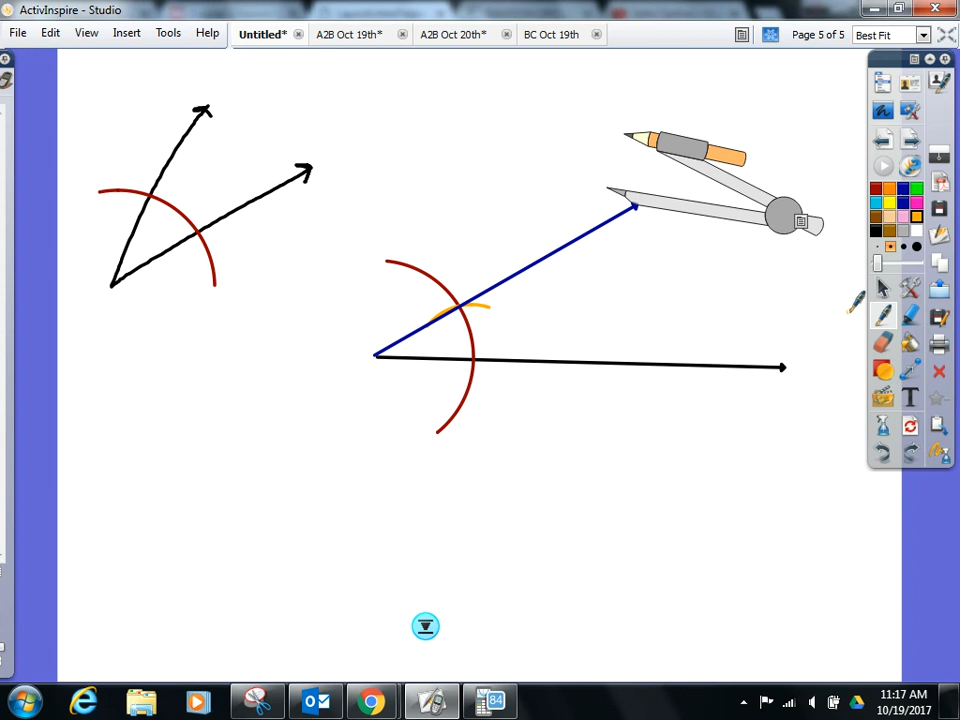 ActivInspire - Studio
File Edit View Insert Tools Help Untitled* A2B Oct 19th* A2B Oct 20th* BC Oct 19th Page 5 of 5 Best Fit
T
84
11:17 AM
10/19/2017